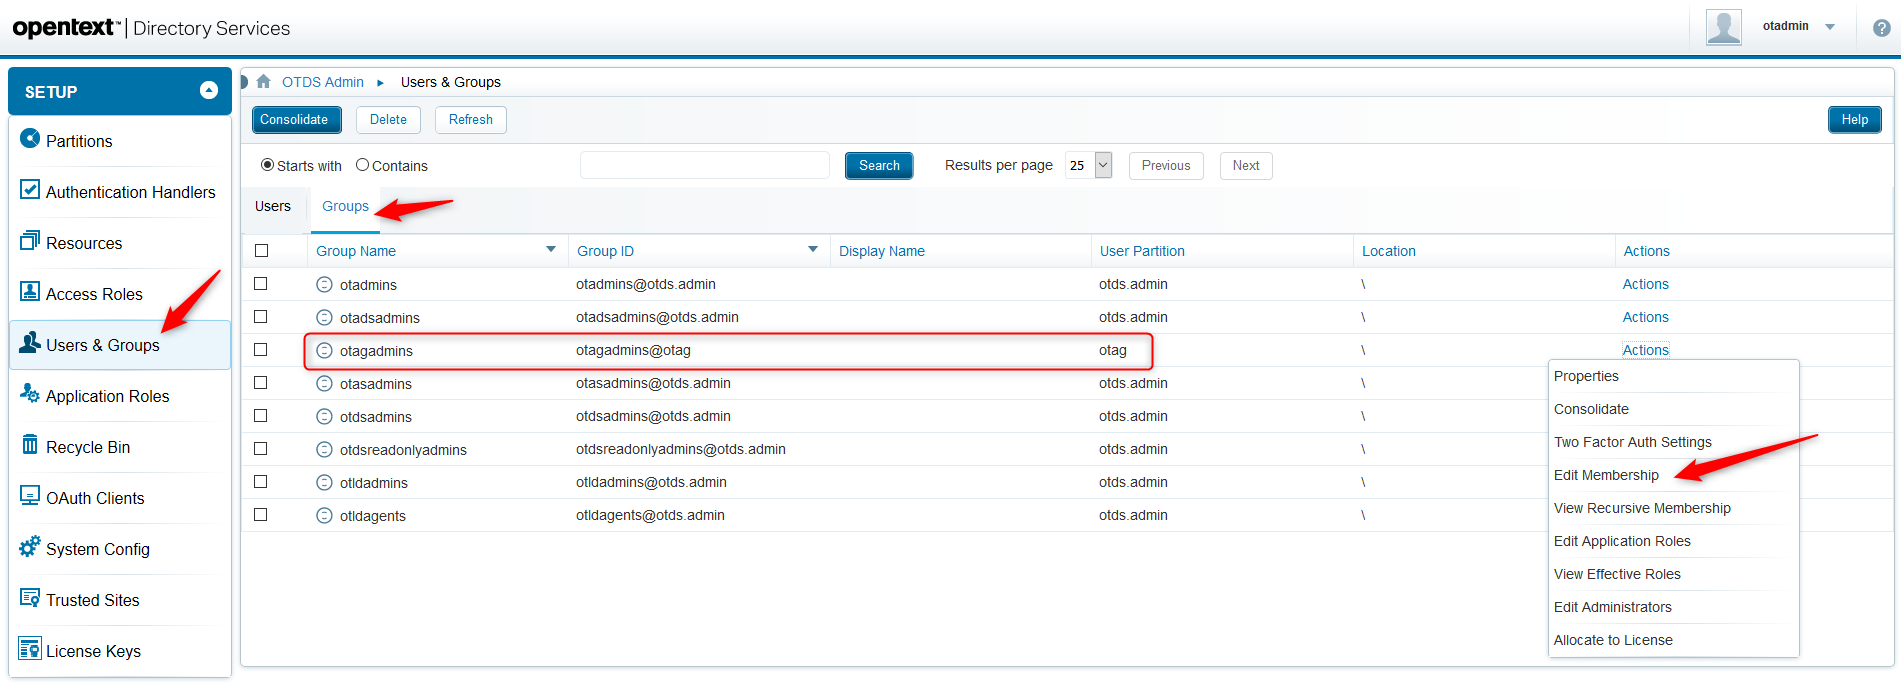 opentext™ | Directory Services
otadmin
?
SETUP
Partitions
Authentication Handlers
Resources
Access Roles
Users & Groups
Application Roles
Recycle Bin
OAuth Clients
System Config
Trusted Sites
License Keys
OTDS Admin Users & Groups
Consolidate Delete Refresh Help
Starts with Contains Search Results per page 25 Previous Next
Users Groups
Group Name Group ID Display Name User Partition Location Actions
otadmins otadmins@otds.admin otds.admin \ Actions
otadsadmins otadsadmins@otds.admin otds.admin \ Actions
otagadmins otagadmins@otag otag \ Actions
otasadmins otasadmins@otds.admin otds.admin \
otdsadmins otdsadmins@otds.admin otds.admin \
otdsreadonlyadmins otdsreadonlyadmins@otds.admin otds.admin \
otldadmins otldadmins@otds.admin otds.admin \
otldagents otldagents@otds.admin otds.admin \
Properties
Consolidate
Two Factor Auth Settings
Edit Membership
View Recursive Membership
Edit Application Roles
View Effective Roles
Edit Administrators
Allocate to License